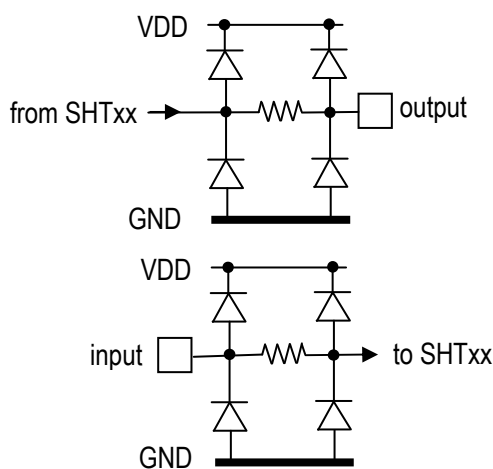 VDD
from SHTxx
output
GND
VDD
input
to SHTxx
GND